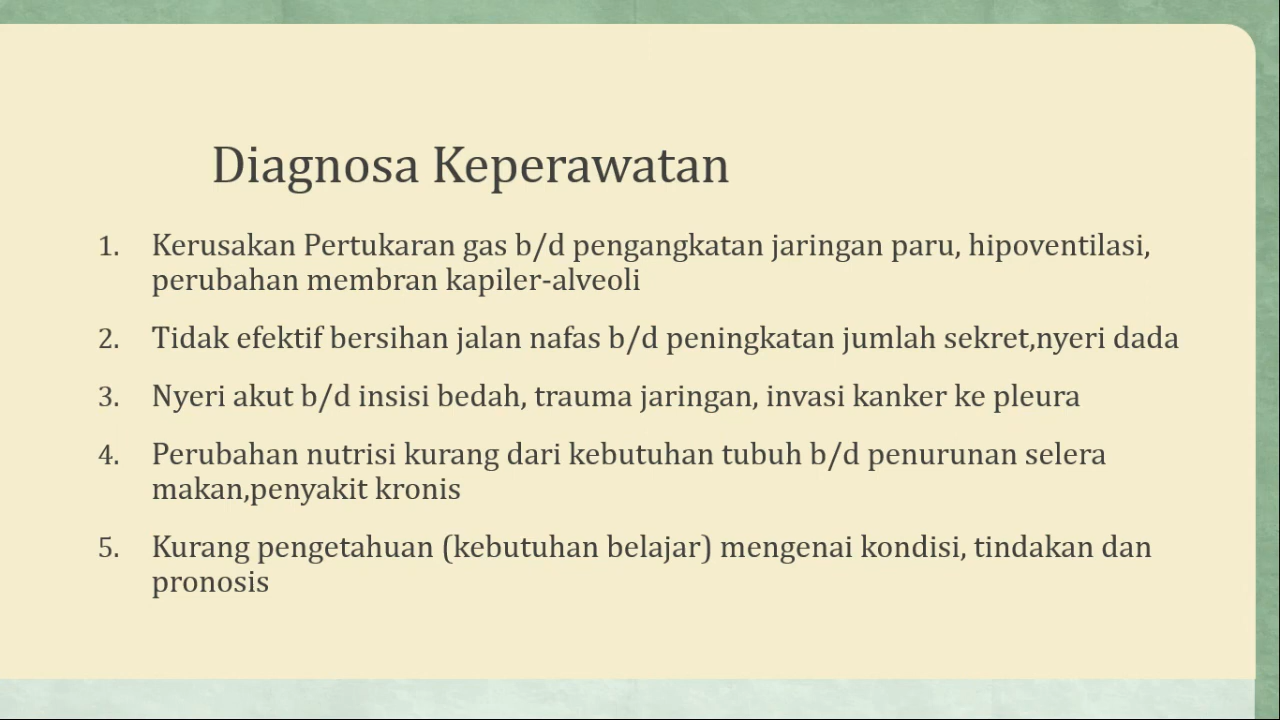 Diagnosa Keperawatan
1. Kerusakan Pertukaran gas b/d pengangkatan jaringan paru, hipoventilasi,
perubahan membran kapiler-alveoli
2. Tidak efektif bersihan jalan nafas b/d peningkatan jumlah sekret,nyeri dada
3. Nyeri akut b/d insisi bedah, trauma jaringan, invasi kanker ke pleura
4. Perubahan nutrisi kurang dari kebutuhan tubuh b/d penurunan selera
makan,penyakit kronis
5. Kurang pengetahuan (kebutuhan belajar) mengenai kondisi, tindakan dan
pronosis